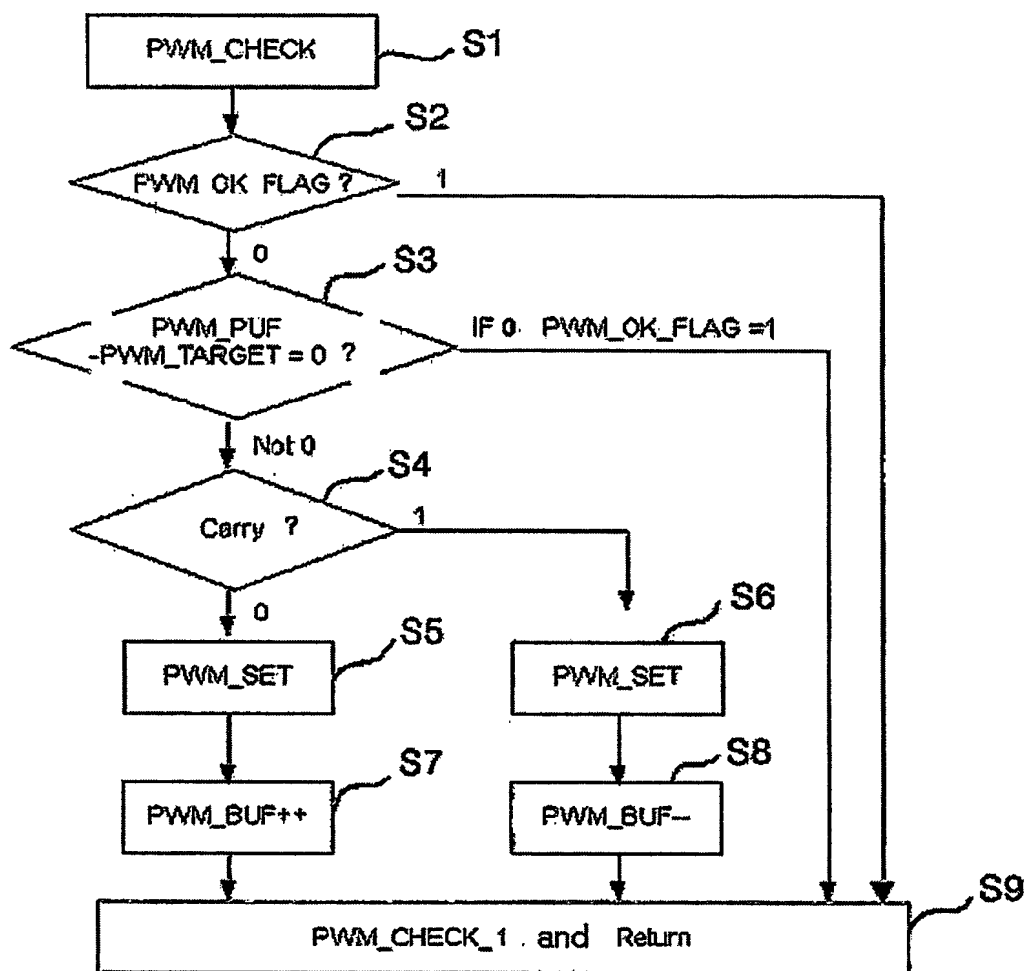 PWM_CHECK
S1
S2
PWM OK FLAG ?
1
0
S3
PWM_PUF
-PWM_TARGET = 0 ?
IF 0 PWM_OK_FLAG =1
Not 0
S4
Carry ?
1
0
S5
PWM_SET
S6
PWM_SET
S7
PWM_BUF++
S8
PWM_BUF--
S9
PWM_CHECK_1 . and Return